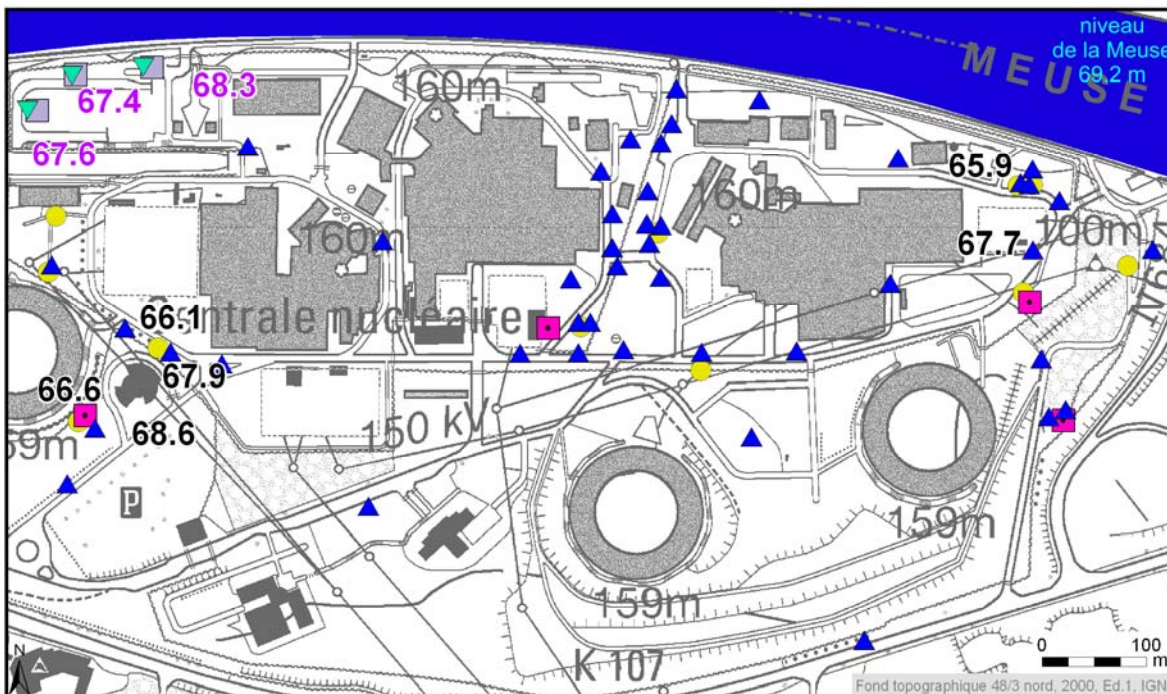 niveau
de la Meuse
69.2 m
MEUSE
67.4
68.3
67.6
160m
65.9
160m
160m
67.7
100m
66.1
Centrale nucléaire
67.9
66.6
68.6
150 kV
159m
P
159m
159m
K 107
N
0 100
m
Fond topographique 48/3 nord, 2000, Ed.1, IGN